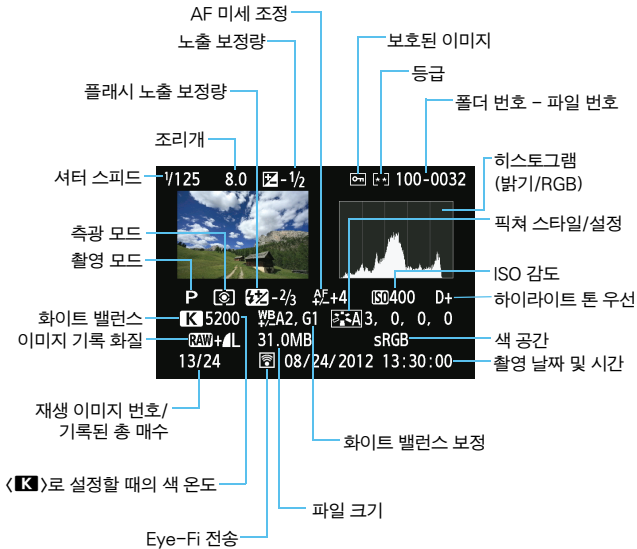 AF 미세 조정
노출 보정량
보호된 이미지
등급
플래시 노출 보정량
폴더 번호 - 파일 번호
조리개
히스토그램
(밝기/RGB)
셔터 스피드
1/125 8.0 -1/2 100-0032
픽쳐 스타일/설정
측광 모드
촬영 모드
ISO 감도
P -2/3 AF+4 ISO400 D+
하이라이트 톤 우선
화이트 밸런스
K 5200 WB+/-A2, G1 A 3, 0, 0, 0
이미지 기록 화질
RAW+L 31.0MB sRGB
색 공간
13/24 08/24/2012 13:30:00
촬영 날짜 및 시간
재생 이미지 번호/
기록된 총 매수
화이트 밸런스 보정
<K>로 설정할 때의 색 온도
파일 크기
Eye-Fi 전송